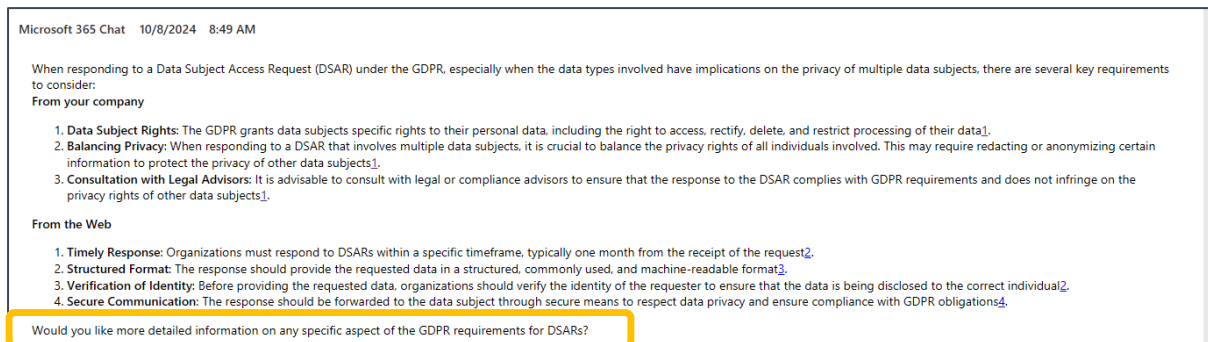 Microsoft 365 Chat 10/8/2024 8:49 AM
When responding to a Data Subject Access Request (DSAR) under the GDPR, especially when the data types involved have implications on the privacy of multiple data subjects, there are several key requirements
to consider:
From your company
1. Data Subject Rights: The GDPR grants data subjects specific rights to their personal data, including the right to access, rectify, delete, and restrict processing of their data1.
2. Balancing Privacy: When responding to a DSAR that involves multiple data subjects, it is crucial to balance the privacy rights of all individuals involved. This may require redacting or anonymizing certain
information to protect the privacy of other data subjects1.
3. Consultation with Legal Advisors: It is advisable to consult with legal or compliance advisors to ensure that the response to the DSAR complies with GDPR requirements and does not infringe on the
privacy rights of other data subjects1.
From the Web
1. Timely Response: Organizations must respond to DSARs within a specific timeframe, typically one month from the receipt of the request2.
2. Structured Format: The response should provide the requested data in a structured, commonly used, and machine-readable format3.
3. Verification of Identity: Before providing the requested data, organizations should verify the identity of the requester to ensure that the data is being disclosed to the correct individual2.
4. Secure Communication: The response should be forwarded to the data subject through secure means to respect data privacy and ensure compliance with GDPR obligations4.
Would you like more detailed information on any specific aspect of the GDPR requirements for DSARs?